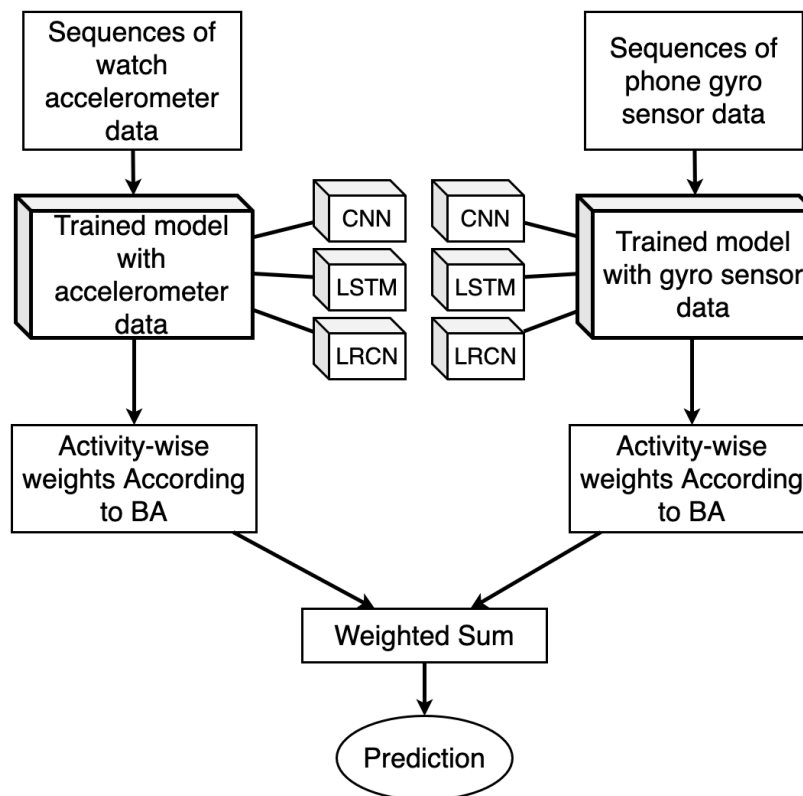 Sequences of
watch
accelerometer
data
Sequences of
phone gyro
sensor data
Trained model
with
accelerometer
data
CNN
LSTM
LRCN
CNN
LSTM
LRCN
Trained model
with gyro sensor
data
Activity-wise
weights According
to BA
Activity-wise
weights According
to BA
Weighted Sum
Prediction